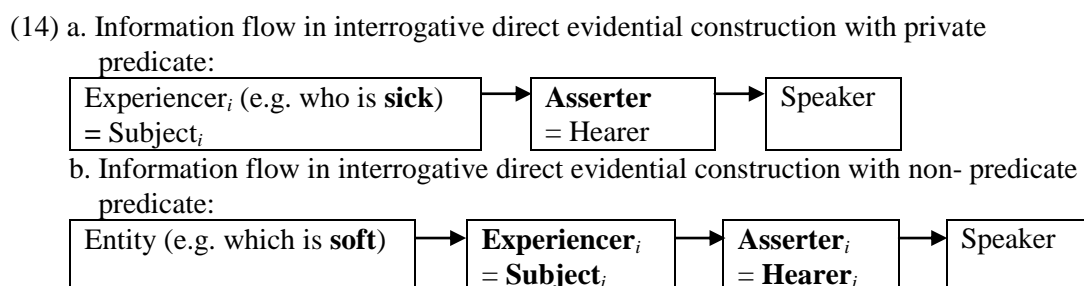 (14) a. Information flow in interrogative direct evidential construction with private
predicate:
Experiencerᵢ (e.g. who is sick)
= Subjectᵢ
Asserter
= Hearer
Speaker
b. Information flow in interrogative direct evidential construction with non- predicate
predicate:
Entity (e.g. which is soft)
Experiencerᵢ
= Subjectᵢ
Asserterᵢ
= Hearerᵢ
Speaker